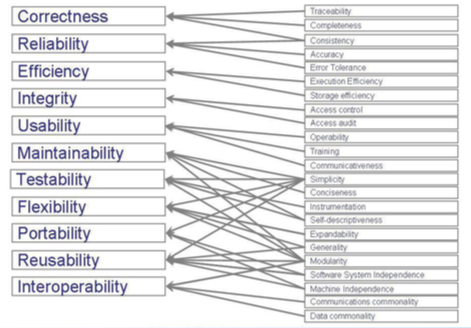 Correctness
Reliability
Efficiency
Integrity
Usability
Maintainability
Testability
Flexibility
Portability
Reusability
Interoperability
Traceability
Completeness
Consistency
Accuracy
Error Tolerance
Execution Efficiency
Storage efficiency
Access control
Access audit
Operability
Training
Communicativeness
Simplicity
Conciseness
Instrumentation
Self-descriptiveness
Expandability
Generality
Modularity
Software System Independence
Machine Independence
Communications commonality
Data commonality